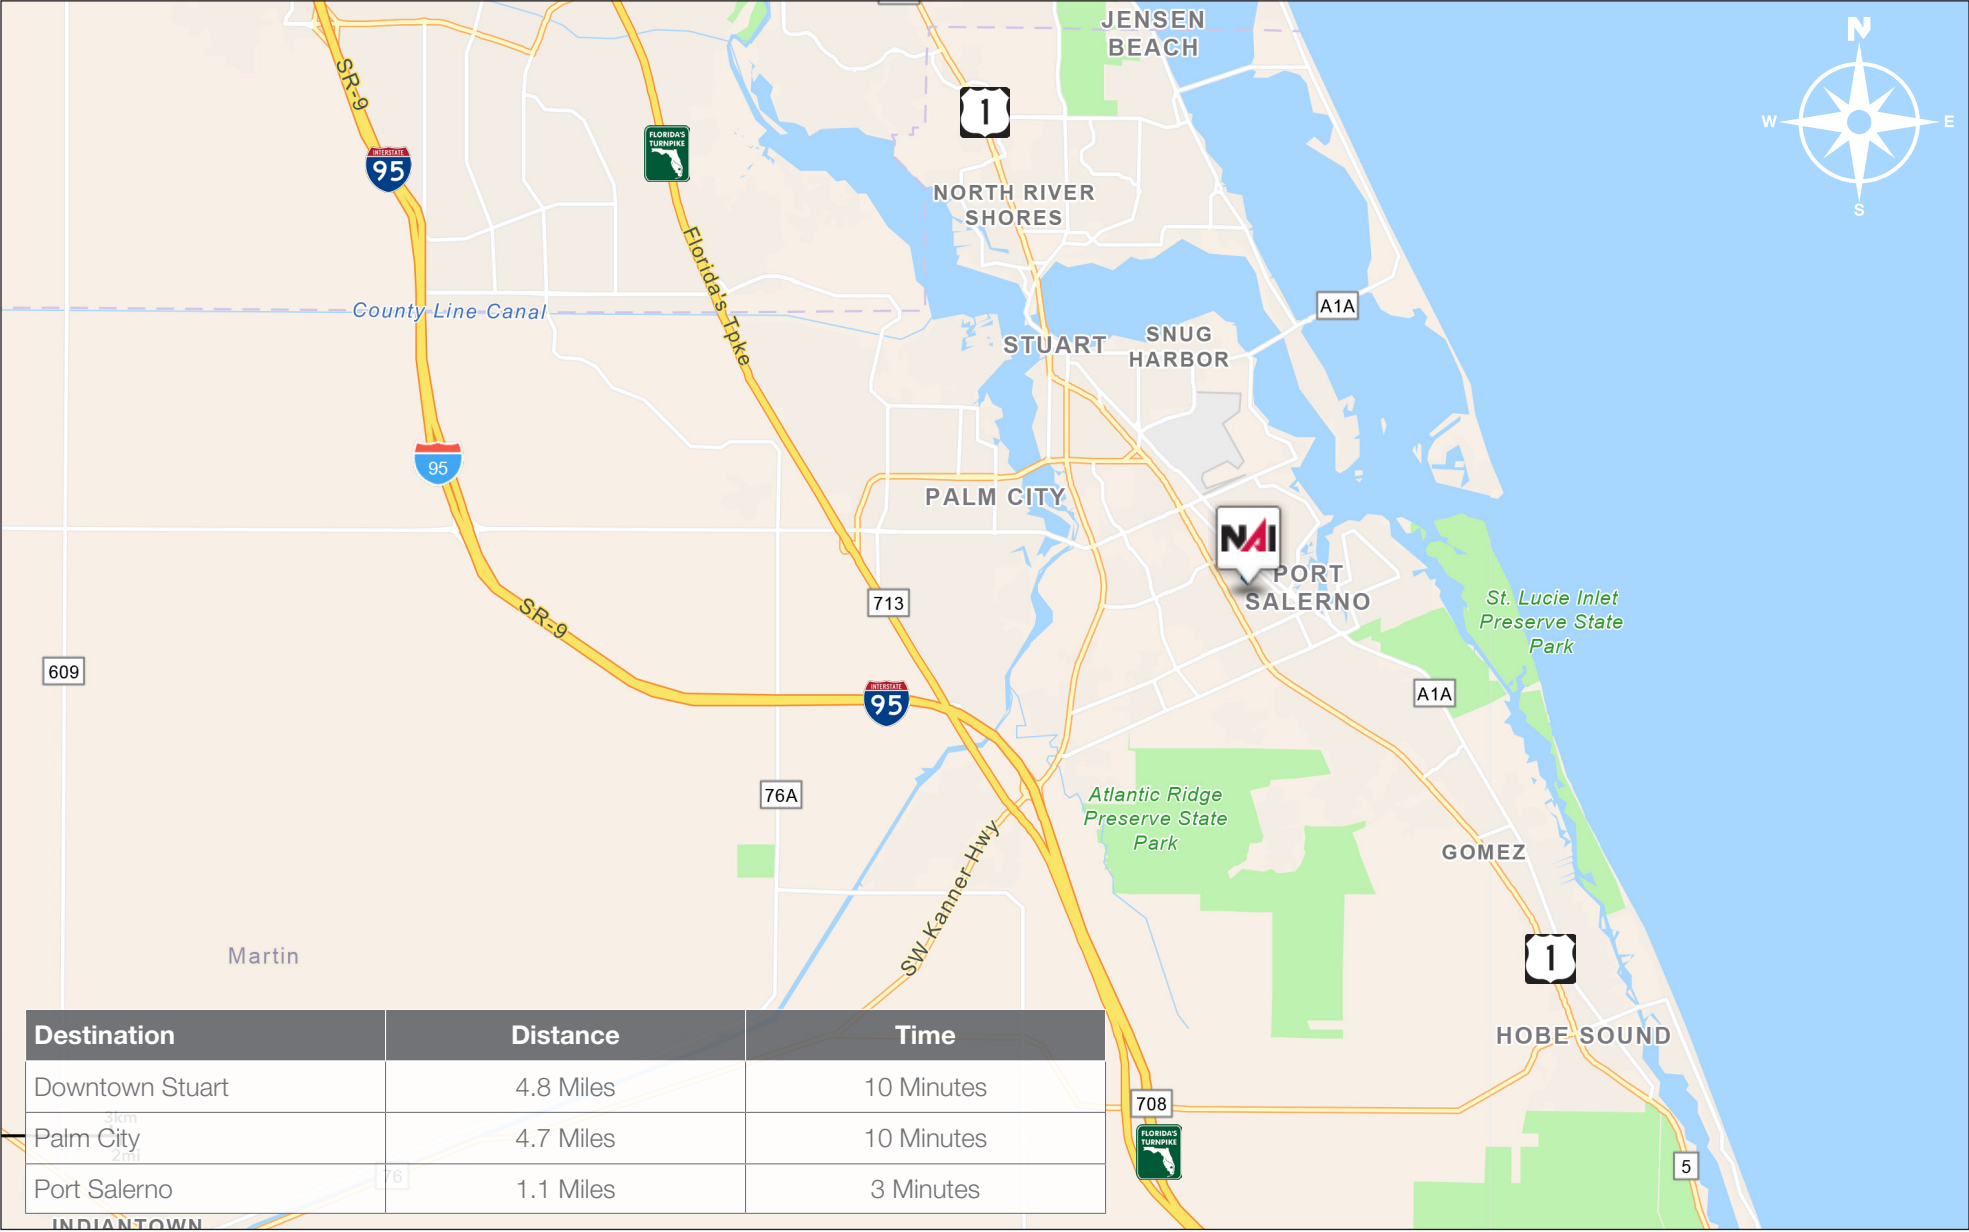 JENSEN
BEACH
N
W
E
S
SR-9
INTERSTATE
95
FLORIDA'S
TURNPIKE
1
NORTH RIVER
SHORES
Florida's Tpke
County Line Canal
A1A
STUART
SNUG
HARBOR
95
PALM CITY
NAI
PORT
SALERNO
713
SR-9
St. Lucie Inlet
Preserve State
Park
609
INTERSTATE
95
A1A
76A
Atlantic Ridge
Preserve State
Park
SW Kanner Hwy
GOMEZ
Martin
1
HOBE SOUND
Destination Distance Time
Downtown Stuart 4.8 Miles 10 Minutes
3km
Palm City 4.7 Miles 10 Minutes
2mi
76
Port Salerno 1.1 Miles 3 Minutes
708
FLORIDA'S
TURNPIKE
5
INDIANTOWN